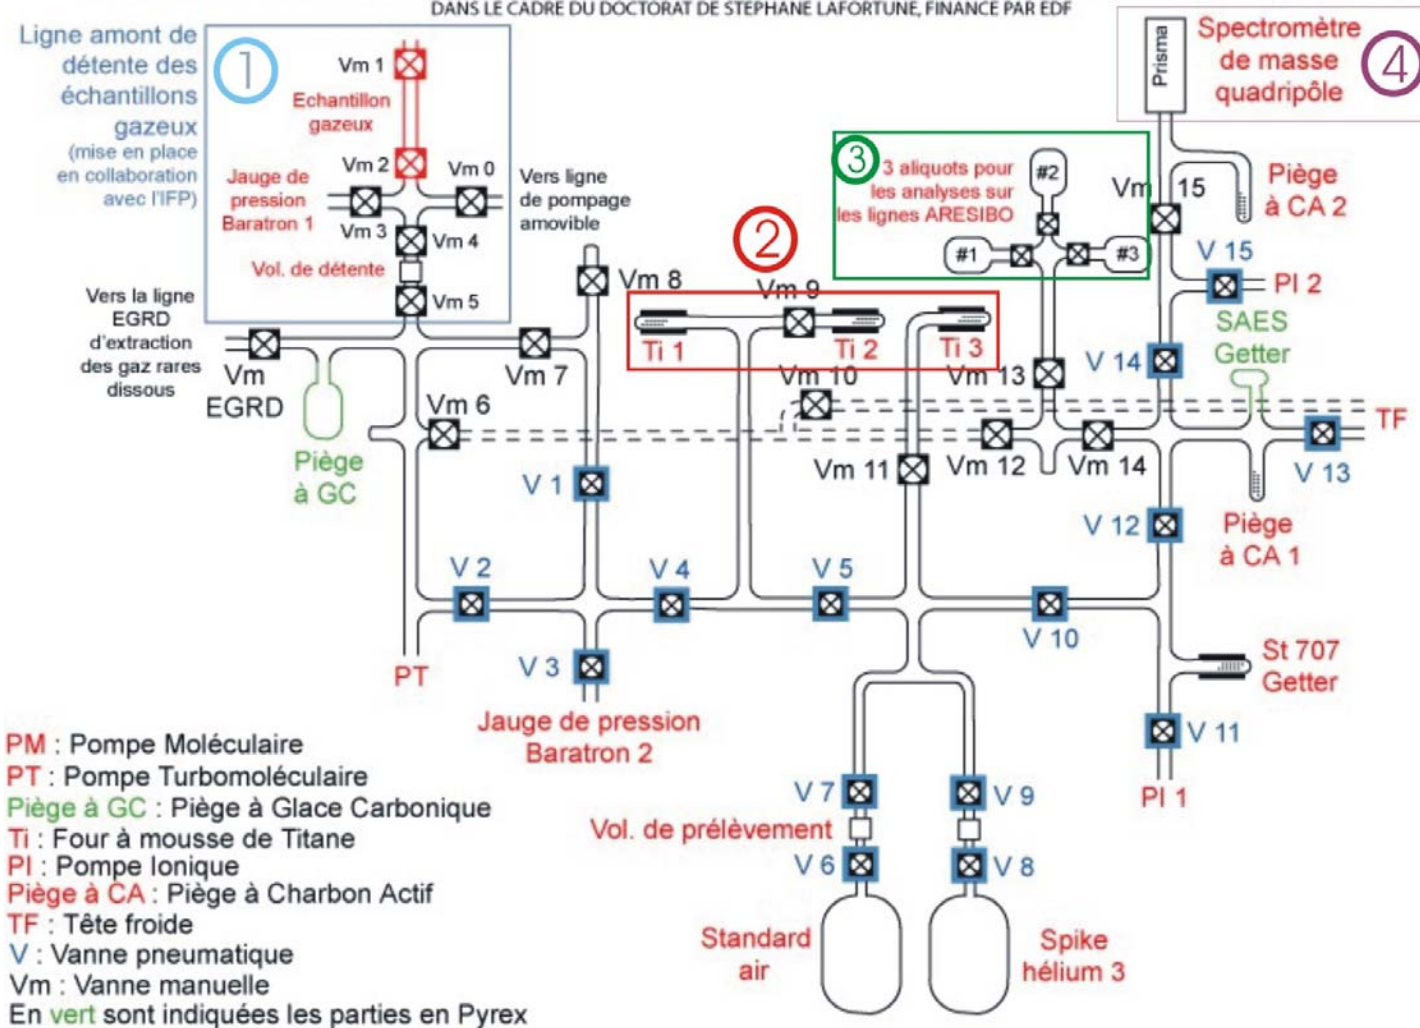 DANS LE CADRE DU DOCTORAT DE STEPHANE LAFORTUNE, FINANCE PAR EDF
Ligne amont de
détente des
échantillons
gazeux
(mise en place
en collaboration
avec l'IFP)
1
Vm 1
Echantillon
gazeux
Vm 2
Vm 0
Jauge de
pression
Baratron 1
Vm 3
Vm 4
Vol. de détente
Vm 5
Vers ligne
de pompage
amovible
Vers la ligne
EGRD
d'extraction
des gaz rares
dissous
Vm
EGRD
Piège
à GC
Vm 6
Vm 7
Vm 8
2
Vm 9
Ti 1
Ti 2
Ti 3
Vm 10
Vm 11
3
3 aliquots pour
les analyses sur
les lignes ARESIBO
#2
#1
#3
Vm 13
Vm 12
Vm 14
Prisma
Spectromètre
de masse
quadripôle
4
Vm 15
Piège
à CA 2
V 15
PI 2
SAES
Getter
V 14
TF
V 13
V 12
Piège
à CA 1
V 1
V 2
V 4
V 5
V 10
V 3
PT
Jauge de pression
Baratron 2
St 707
Getter
V 11
PI 1
V 7
V 9
Vol. de prélèvement
V 6
V 8
Standard
air
Spike
hélium 3
PM : Pompe Moléculaire
PT : Pompe Turbomoléculaire
Piège à GC : Piège à Glace Carbonique
Ti : Four à mousse de Titane
PI : Pompe Ionique
Piège à CA : Piège à Charbon Actif
TF : Tête froide
V : Vanne pneumatique
Vm : Vanne manuelle
En vert sont indiquées les parties en Pyrex